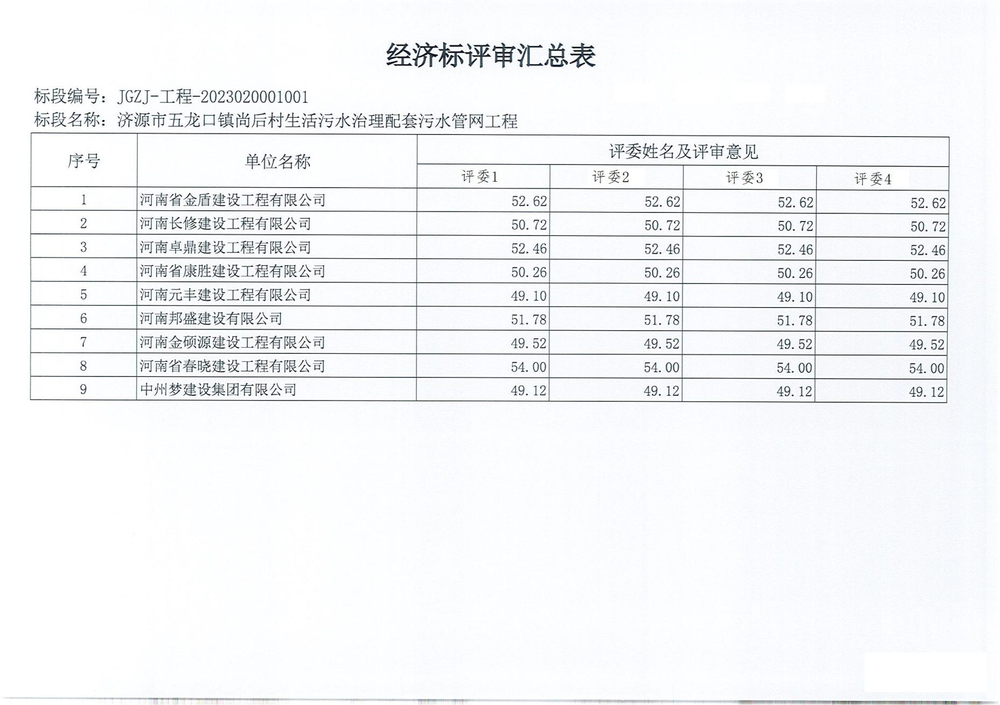 经济标评审汇总表
标段编号：JGZJ-工程-2023020001001
标段名称：济源市五龙口镇尚后村生活污水治理配套污水管网工程
序号 单位名称 评委姓名及评审意见
评委1 评委2 评委3 评委4
1 河南省金盾建设工程有限公司 52.62 52.62 52.62 52.62
2 河南长修建设工程有限公司 50.72 50.72 50.72 50.72
3 河南卓鼎建设工程有限公司 52.46 52.46 52.46 52.46
4 河南省康胜建设工程有限公司 50.26 50.26 50.26 50.26
5 河南元丰建设工程有限公司 49.10 49.10 49.10 49.10
6 河南邦盛建设有限公司 51.78 51.78 51.78 51.78
7 河南金硕源建设工程有限公司 49.52 49.52 49.52 49.52
8 河南省春晓建设工程有限公司 54.00 54.00 54.00 54.00
9 中州梦建设集团有限公司 49.12 49.12 49.12 49.12